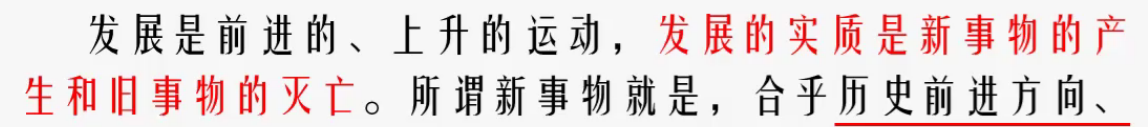 发展是前进的、上升的运动，发展的实质是新事物的产
生和旧事物的灭亡。所谓新事物就是，合乎历史前进方向、